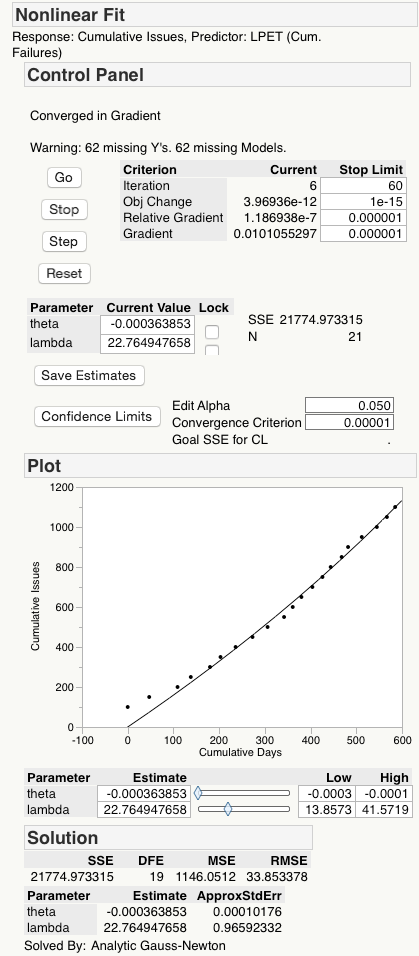 Nonlinear Fit
Response: Cumulative Issues, Predictor: LPET (Cum.
Failures)
Control Panel
Converged in Gradient
Warning: 62 missing Y's. 62 missing Models.
Go
Stop
Step
Reset
Criterion Current Stop Limit
Iteration 6 60
Obj Change 3.96936e-12 1e-15
Relative Gradient 1.186938e-7 0.000001
Gradient 0.0101055297 0.000001
Parameter Current Value Lock
theta -0.000363853
lambda 22.764947658
SSE 21774.973315
N 21
Save Estimates
Confidence Limits
Edit Alpha 0.050
Convergence Criterion 0.00001
Goal SSE for CL .
Plot
Cumulative Issues
1200
1000
800
600
400
200
0
-100 0 100 200 300 400 500 600
Cumulative Days
Parameter Estimate Low High
theta -0.000363853 -0.0003 -0.0001
lambda 22.764947658 13.8573 41.5719
Solution
SSE DFE MSE RMSE
21774.973315 19 1146.0512 33.853378
Parameter Estimate ApproxStdErr
theta -0.000363853 0.00010176
lambda 22.764947658 0.96592332
Solved By: Analytic Gauss-Newton